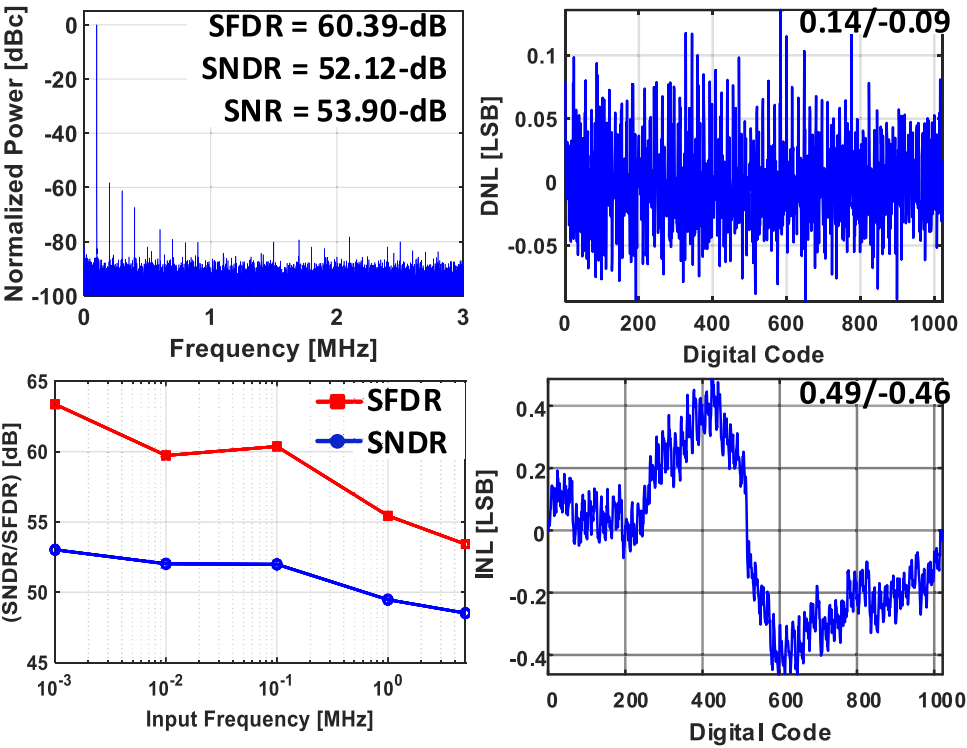 Normalized Power [dBc]
0
-20
-40
-60
-80
-100
SFDR = 60.39-dB
SNDR = 52.12-dB
SNR = 53.90-dB
0 1 2 3
Frequency [MHz]
DNL [LSB]
0.1
0.05
0
-0.05
0.14/-0.09
0 200 400 600 800 1000
Digital Code
(SNDR/SFDR) [dB]
65
60
55
50
45
SFDR
SNDR
10^-3 10^-2 10^-1 10^0
Input Frequency [MHz]
INL [LSB]
0.4
0.2
0
-0.2
-0.4
0.49/-0.46
0 200 400 600 800 1000
Digital Code